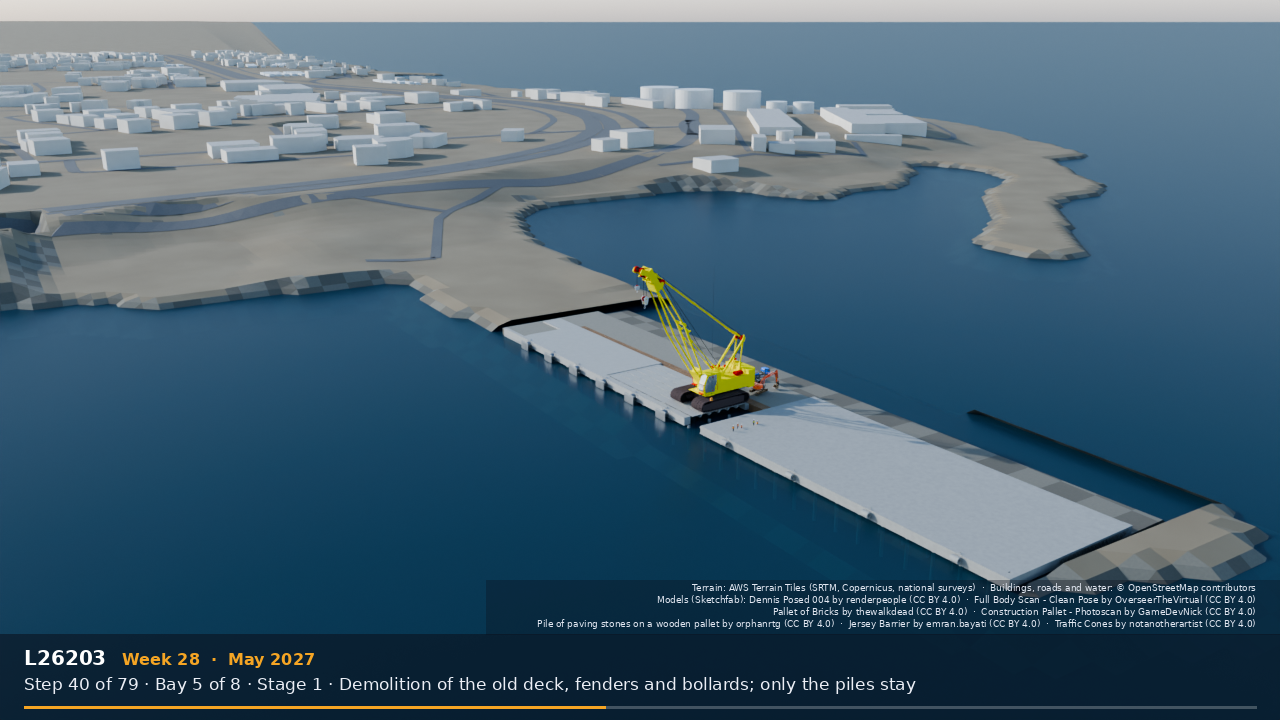 Terrain: AWS Terrain Tiles (SRTM, Copernicus, national surveys) · Buildings, roads and water: © OpenStreetMap contributors
Models (Sketchfab): Dennis Posed 004 by renderpeople (CC BY 4.0) · Full Body Scan - Clean Pose by OverseerTheVirtual (CC BY 4.0)
Pallet of Bricks by thewalkdead (CC BY 4.0) · Construction Pallet - Photoscan by GameDevNick (CC BY 4.0)
Pile of paving stones on a wooden pallet by orphanrtg (CC BY 4.0) · Jersey Barrier by emran.bayati (CC BY 4.0) · Traffic Cones by notanotherartist (CC BY 4.0)
L26203 Week 28 · May 2027
Step 40 of 79 · Bay 5 of 8 · Stage 1 · Demolition of the old deck, fenders and bollards; only the piles stay